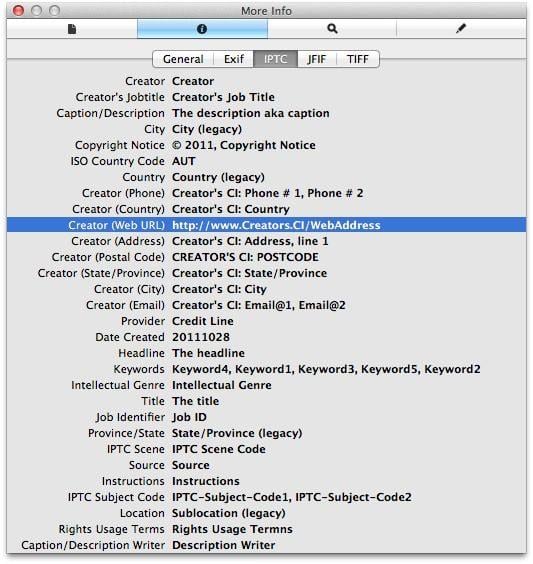 More Info
General Exif IPTC JFIF TIFF
Creator Creator
Creator's Jobtitle Creator's Job Title
Caption/Description The description aka caption
City City (legacy)
Copyright Notice © 2011, Copyright Notice
ISO Country Code AUT
Country Country (legacy)
Creator (Phone) Creator's CI: Phone # 1, Phone # 2
Creator (Country) Creator's CI: Country
Creator (Web URL) http://www.Creators.CI/WebAddress
Creator (Address) Creator's CI: Address, line 1
Creator (Postal Code) CREATOR'S CI: POSTCODE
Creator (State/Province) Creator's CI: State/Province
Creator (City) Creator's CI: City
Creator (Email) Creator's CI: Email@1, Email@2
Provider Credit Line
Date Created 20111028
Headline The headline
Keywords Keyword4, Keyword1, Keyword3, Keyword5, Keyword2
Intellectual Genre Intellectual Genre
Title The title
Job Identifier Job ID
Province/State State/Province (legacy)
IPTC Scene IPTC Scene Code
Source Source
Instructions Instructions
IPTC Subject Code IPTC-Subject-Code1, IPTC-Subject-Code2
Location Sublocation (legacy)
Rights Usage Terms Rights Usage Termns
Caption/Description Writer Description Writer